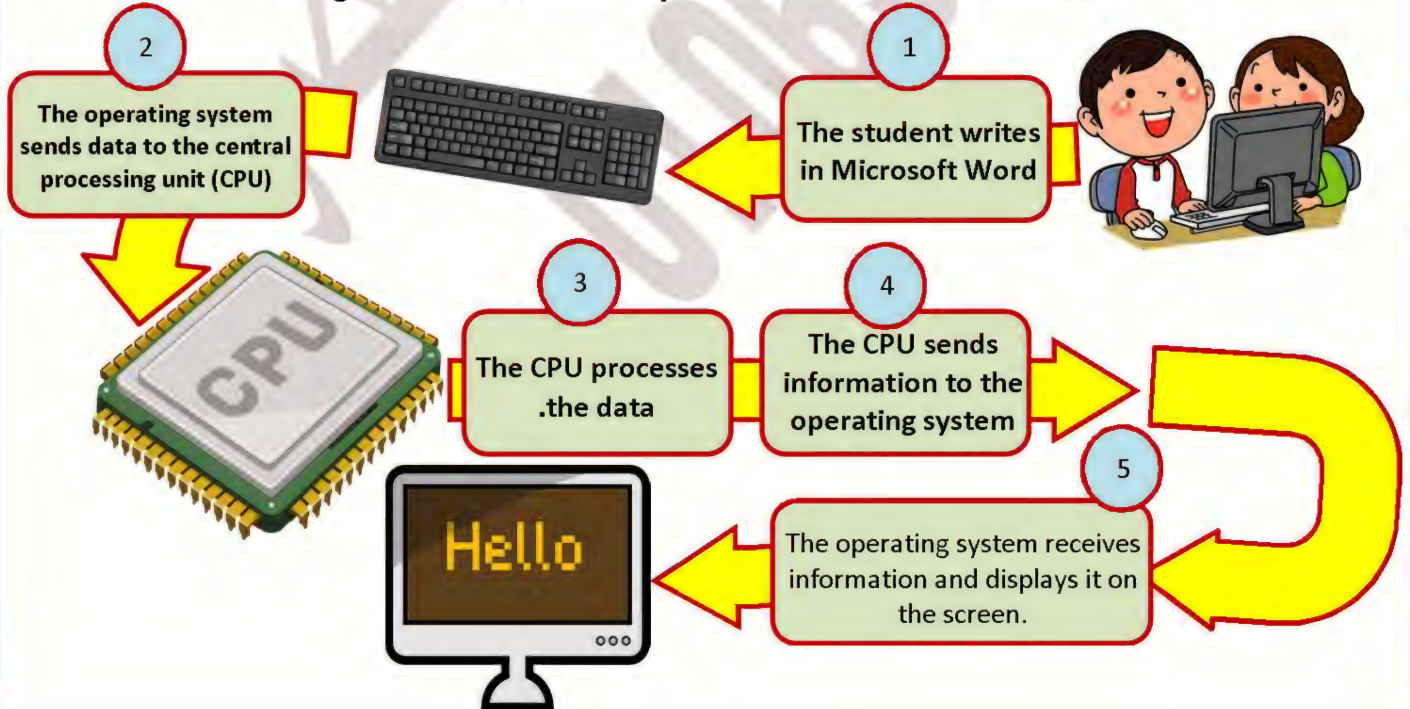 1
The student writes
in Microsoft Word
2
The operating system
sends data to the central
processing unit (CPU)
CPU
3
The CPU processes
.the data
4
The CPU sends
information to the
operating system
5
The operating system receives
information and displays it on
the screen.
Hello